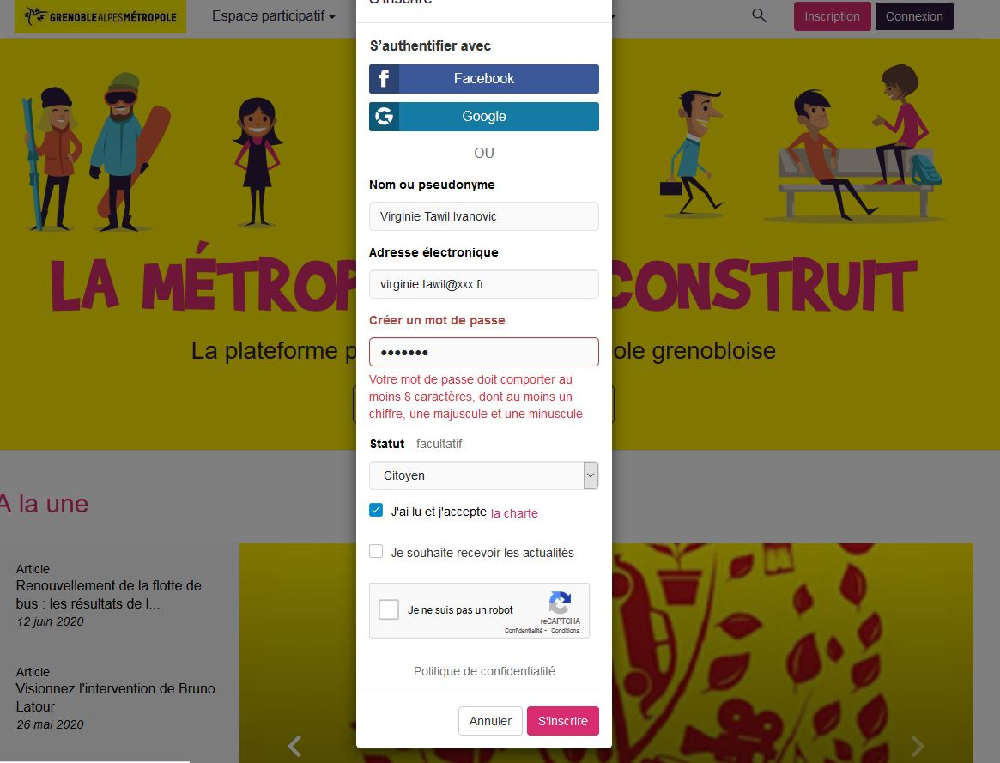 GRENOBLEALPESMÉTROPOLE
Espace participatif
Inscription
Connexion
S'inscrire
S’authentifier avec
Facebook
Google
OU
Nom ou pseudonyme
Virginie Tawil Ivanovic
Adresse électronique
virginie.tawil@xxx.fr
Créer un mot de passe
Votre mot de passe doit comporter au
moins 8 caractères, dont au moins un
chiffre, une majuscule et une minuscule
Statut facultatif
Citoyen
J'ai lu et j'accepte la charte
Je souhaite recevoir les actualités
Je ne suis pas un robot
reCAPTCHA
Confidentialité - Conditions
Politique de confidentialité
Annuler
S'inscrire
LA MÉTROP
CONSTRUIT
La plateforme p
ole grenobloise
A la une
Article
Renouvellement de la flotte de
bus : les résultats de l...
12 juin 2020
Article
Visionnez l'intervention de Bruno
Latour
26 mai 2020